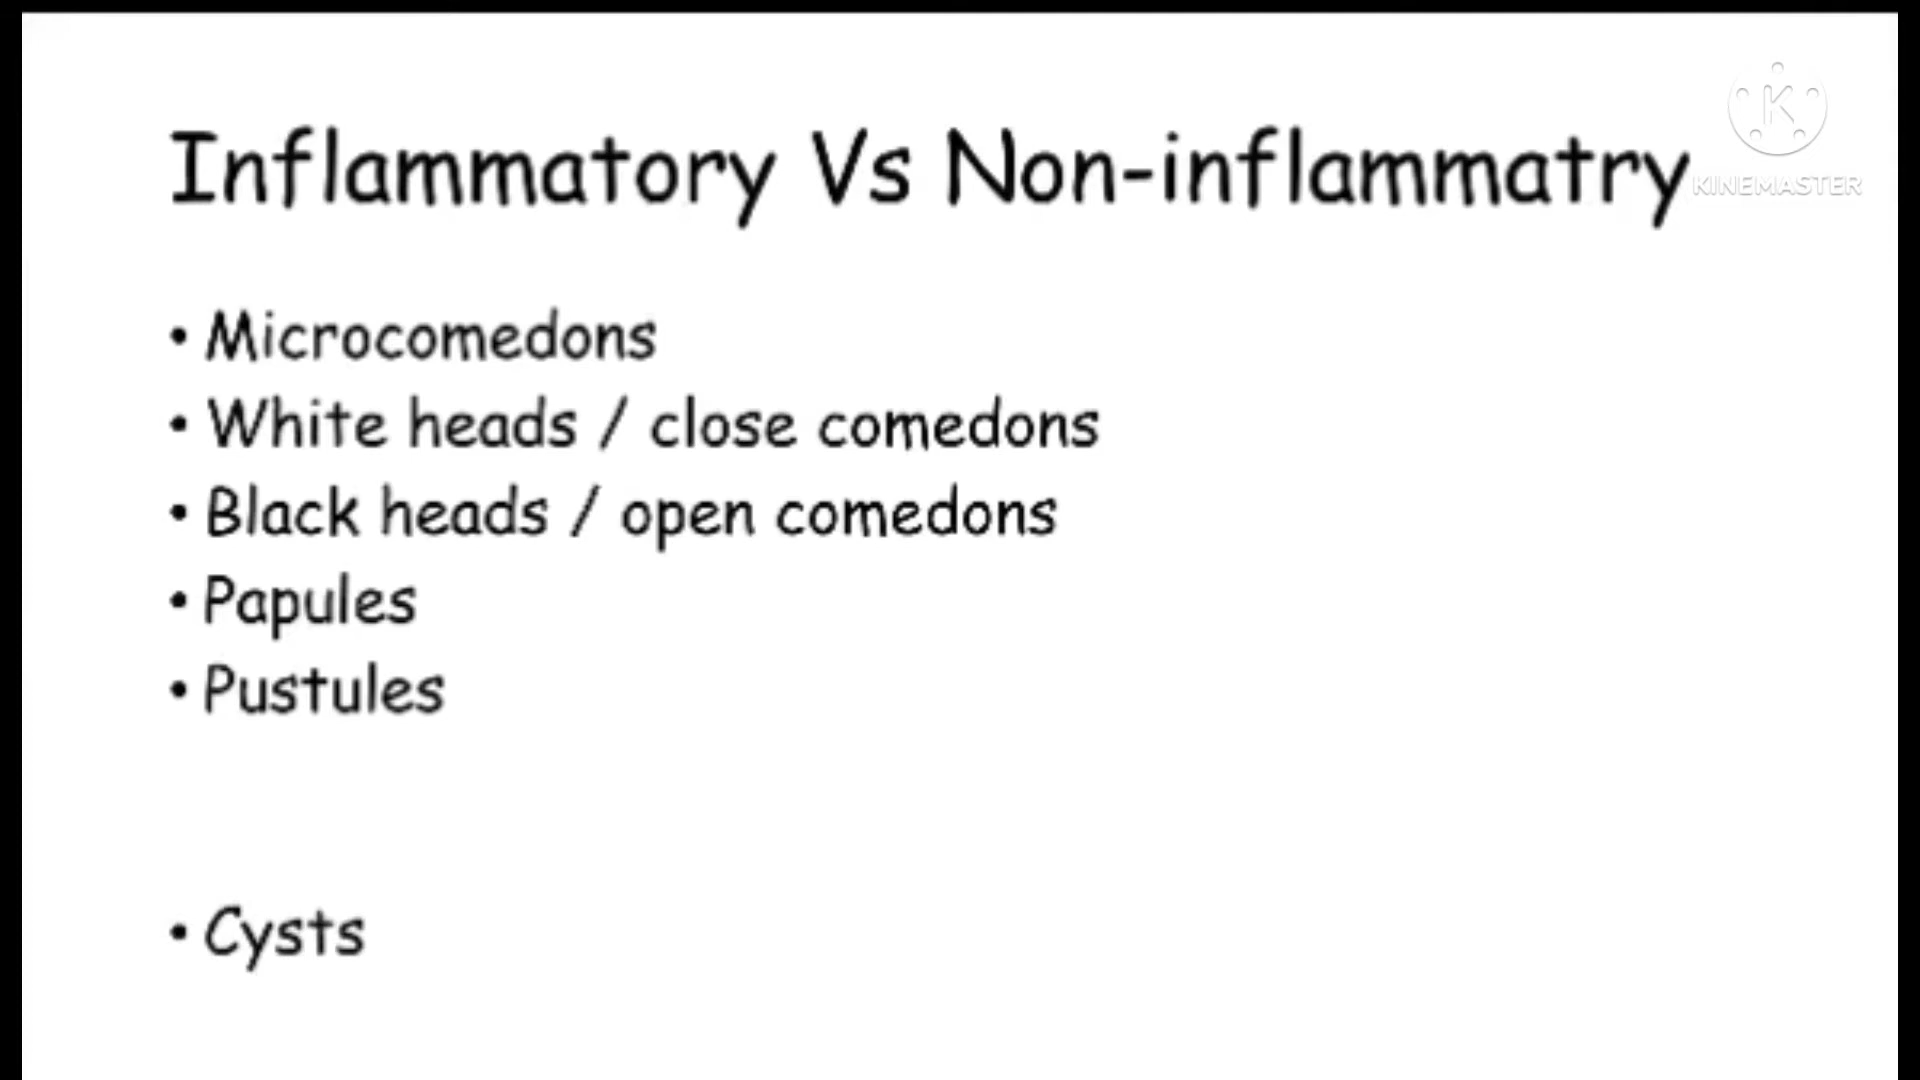 Inflammatory Vs Non-inflammatry
KINEMASTER
• Microcomedons
• White heads / close comedons
• Black heads / open comedons
• Papules
• Pustules
• Cysts